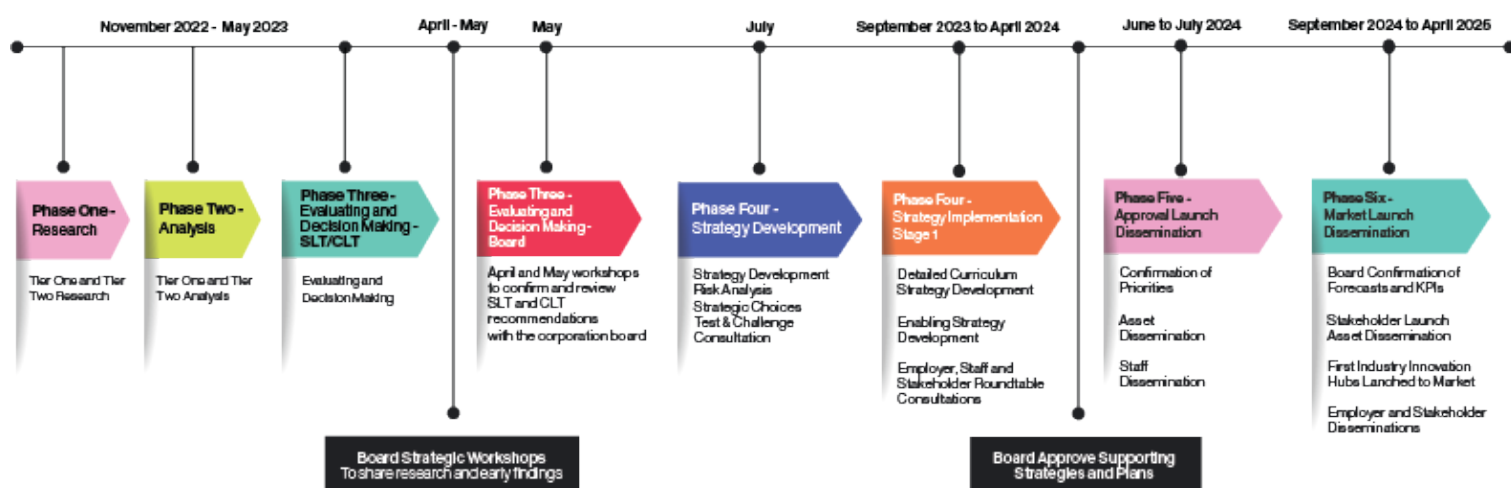 November 2022 - May 2023
April - May
May
July
September 2023 to April 2024
June to July 2024
September 2024 to April 2025
Phase One -
Research
Tier One and Tier
Two Research
Phase Two -
Analysis
Tier One and Tier
Two Analysis
Phase Three -
Evaluating and
Decision Making -
SLT/CLT
Evaluating and
Decision Making
Phase Three -
Evaluating and
Decision Making -
Board
April and May workshops
to confirm and review
SLT and CLT
recommendations
with the corporation board
Phase Four -
Strategy Development
Strategy Development
Risk Analysis
Strategic Choices
Test & Challenge
Consultation
Phase Four -
Strategy Implementation
Stage 1
Detailed Curriculum
Strategy Development
Enabling Strategy
Development
Employer, Staff and
Stakeholder Roundtable
Consultations
Phase Five -
Approval Launch
Dissemination
Confirmation of
Priorities
Asset
Dissemination
Staff
Dissemination
Phase Six -
Market Launch
Dissemination
Board Confirmation of
Forecasts and KPIs
Stakeholder Launch
Asset Dissemination
First Industry Innovation
Hubs Lanched to Market
Employer and Stakeholder
Disseminations
Board Strategic Workshops
To share research and early findings
Board Approve Supporting
Strategies and Plans